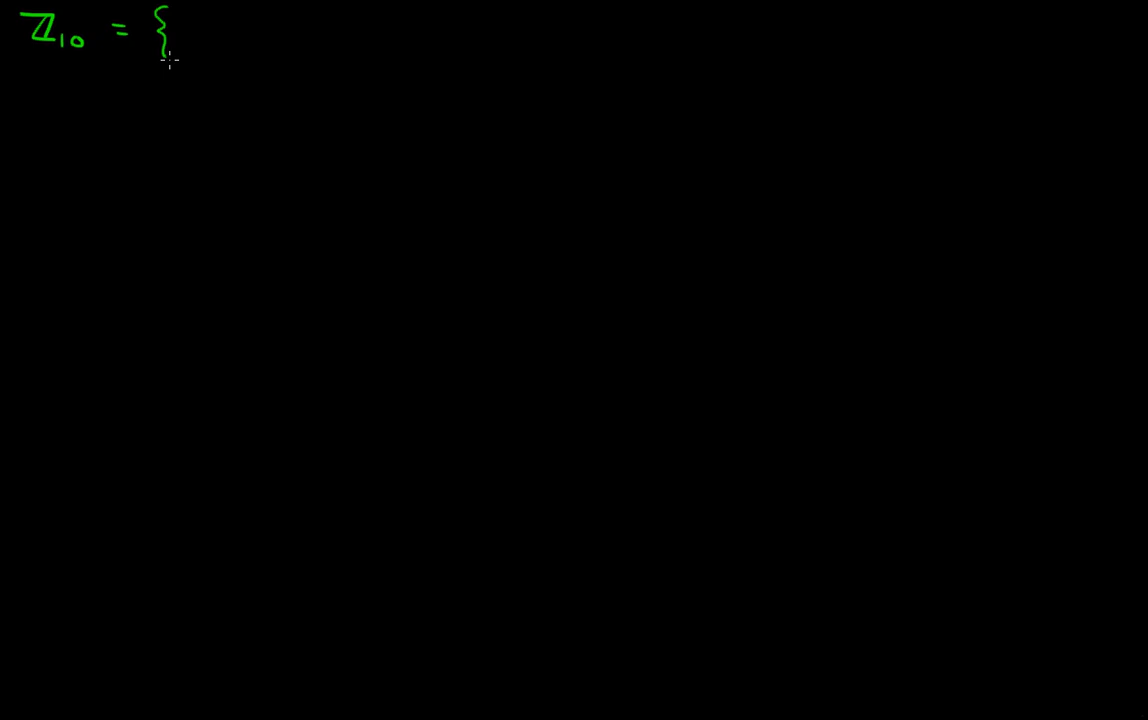 ℤ₁₀ = {